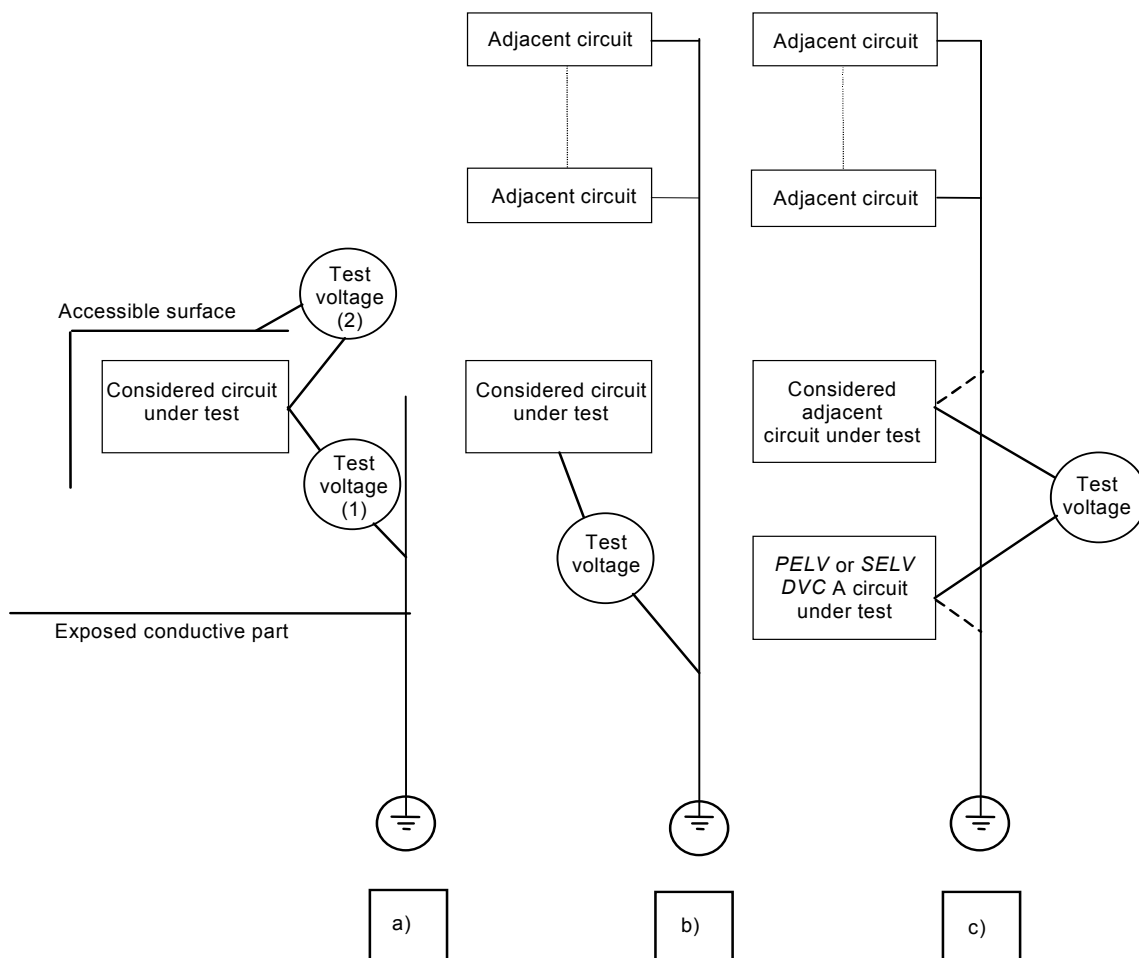 Adjacent circuit
Adjacent circuit
Adjacent circuit
Adjacent circuit
Test
voltage
(2)
Accessible surface
Considered circuit
under test
Test
voltage
(1)
Exposed conductive part
Considered circuit
under test
Test
voltage
Considered
adjacent
circuit under test
Test
voltage
PELV or SELV
DVC A circuit
under test
a)
b)
c)